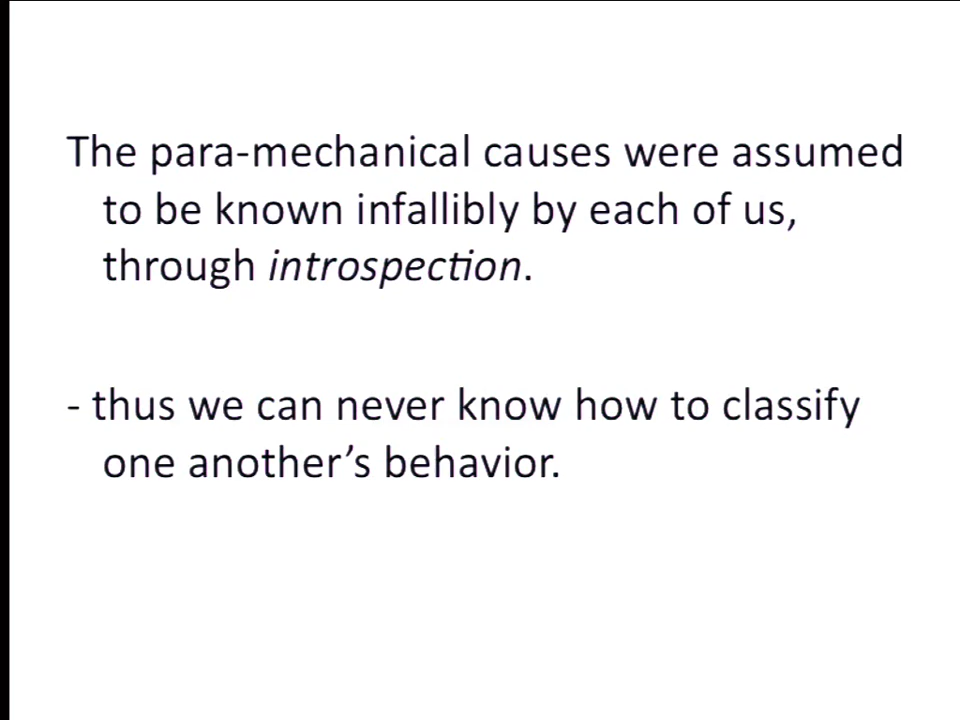 The para-mechanical causes were assumed
to be known infallibly by each of us,
through introspection.
- thus we can never know how to classify
one another’s behavior.